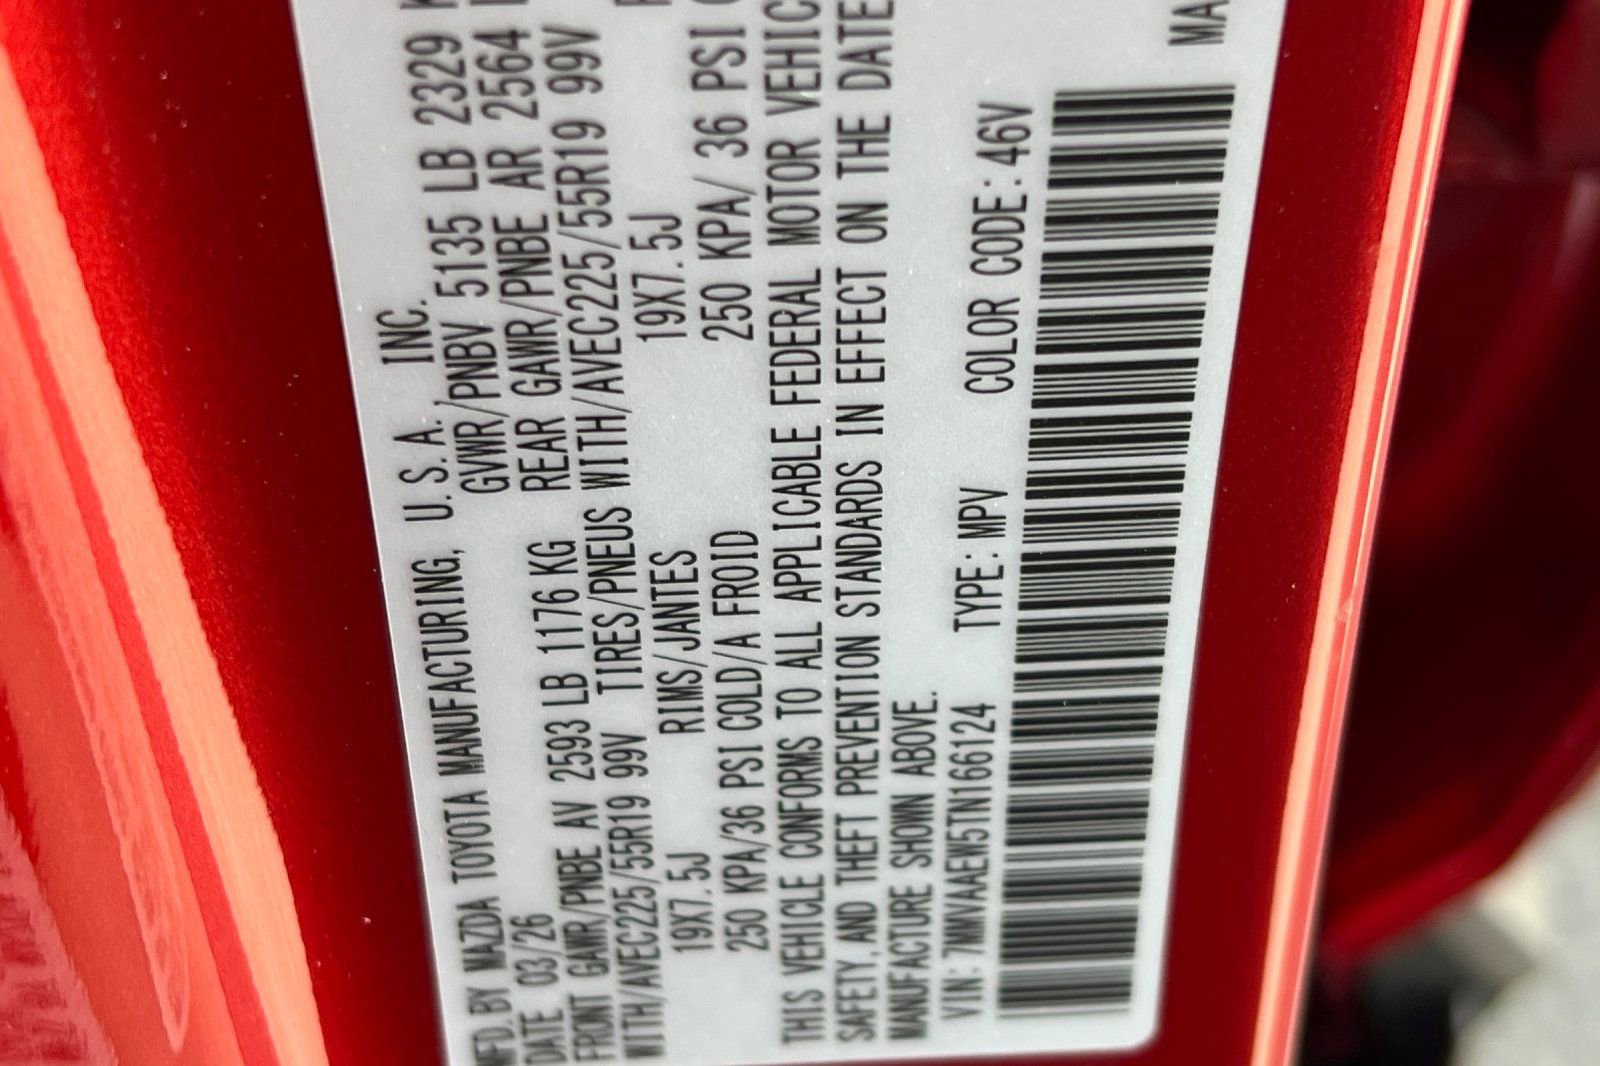 MFD. BY MAZDA TOYOTA MANUFACTURING, U.S.A. INC.
DATE 03/26 GVWR/PNBV 5135 LB 2329
FRONT GAWR/PNBE AV 2593 LB 1176 KG REAR GAWR/PNBE AR 2564
WITH/AVEC225/55R19 99V TIRES/PNEUS WITH/AVEC225/55R19 99V
19X7.5J RIMS/JANTES 19X7.5J
250 KPA/36 PSI COLD/A FROID 250 KPA/ 36 PSI
THIS VEHICLE CONFORMS TO ALL APPLICABLE FEDERAL MOTOR VEHIC
SAFETY, AND THEFT PREVENTION STANDARDS IN EFFECT ON THE DATE
MANUFACTURE SHOWN ABOVE.
VIN: 7MMVAAEW5TN166124 TYPE: MPV COLOR CODE: 46V
MA